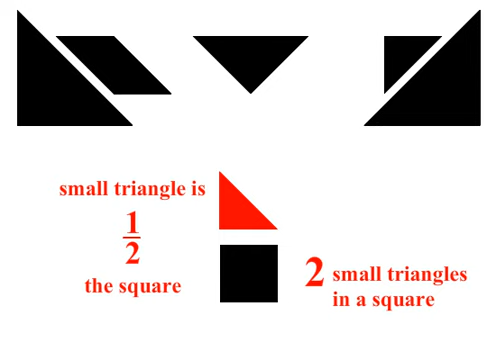 small triangle is
1
2
the square
2 small triangles
in a square